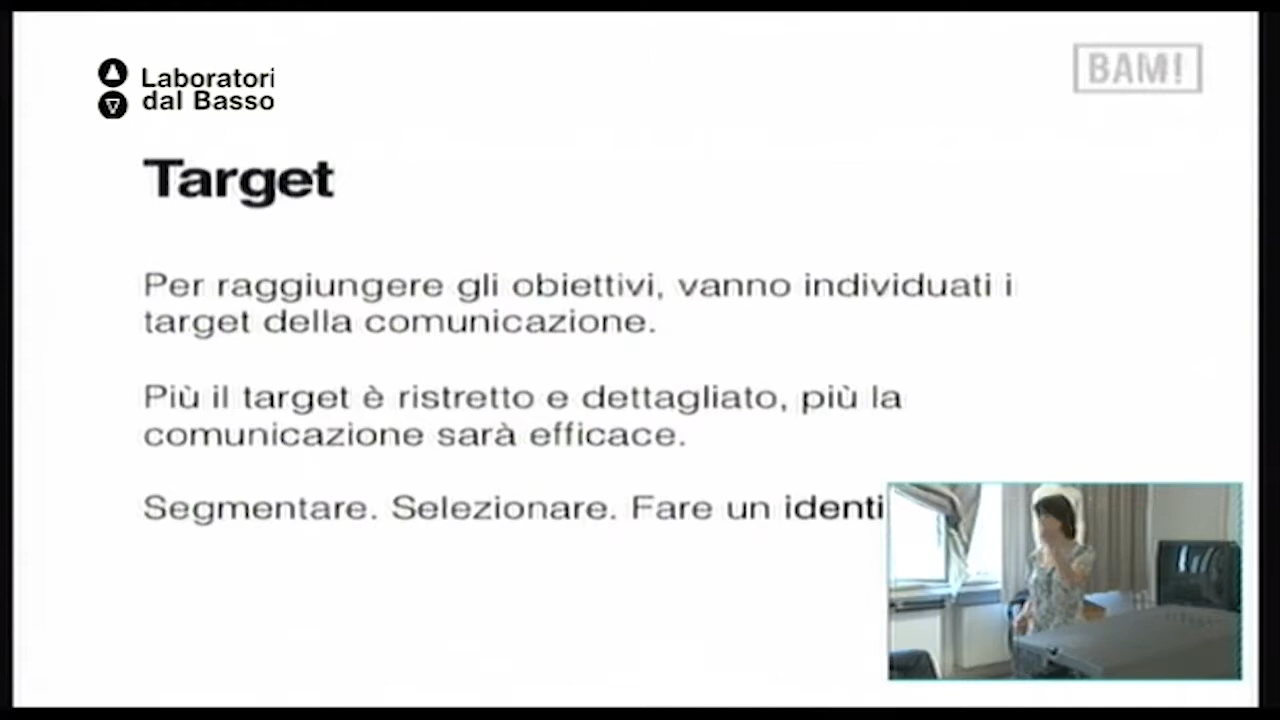 Laboratori
dal Basso
BAM!
Target
Per raggiungere gli obiettivi, vanno individuati i
target della comunicazione.
Più il target è ristretto e dettagliato, più la
comunicazione sarà efficace.
Segmentare. Selezionare. Fare un identi